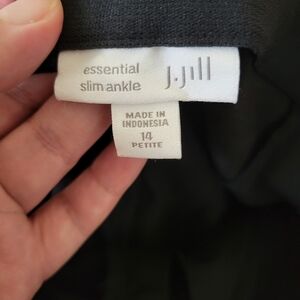 essential
slim ankle
J.Jill
MADE IN
INDONESIA
14
PETITE